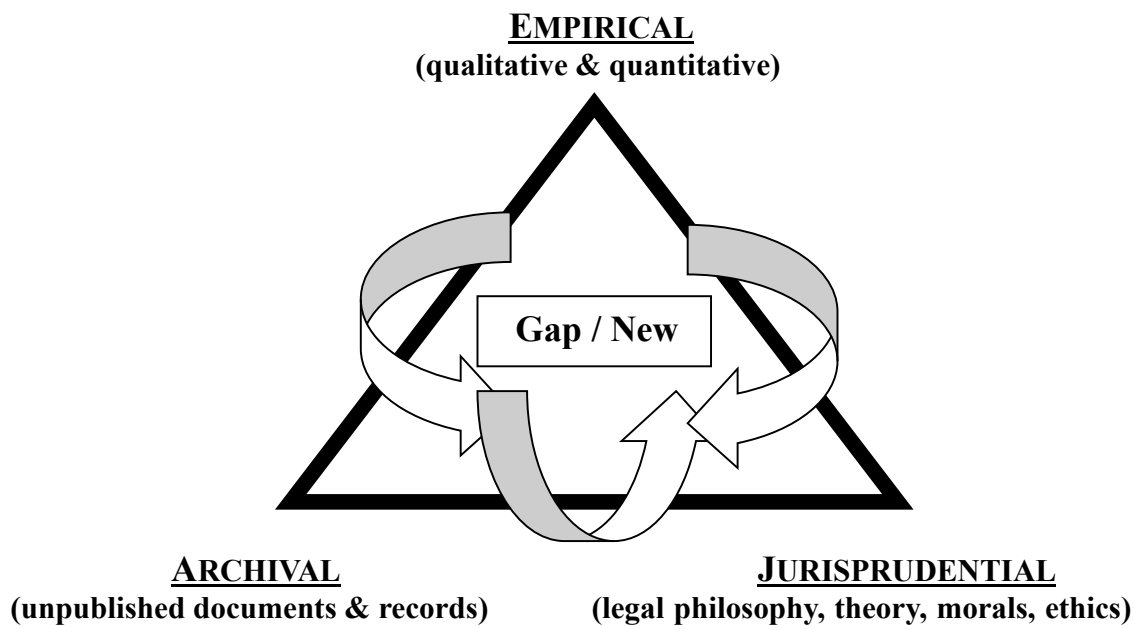 EMPIRICAL
(qualitative & quantitative)
Gap / New
ARCHIVAL
(unpublished documents & records)
JURISPRUDENTIAL
(legal philosophy, theory, morals, ethics)